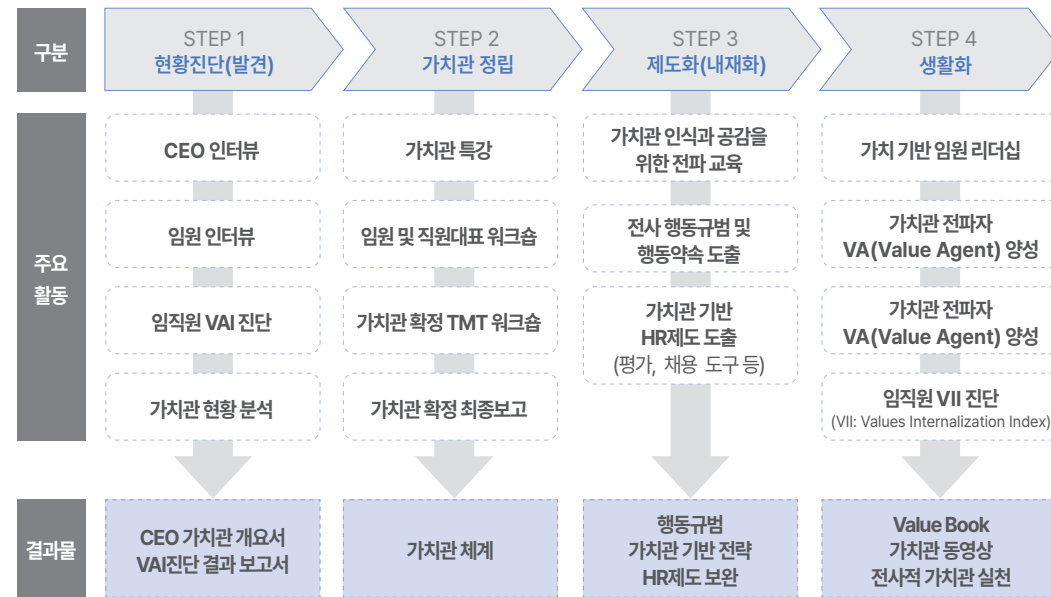 구분
STEP 1
현황진단(발견)
STEP 2
가치관 정립
STEP 3
제도화(내재화)
STEP 4
생활화
주요
활동
CEO 인터뷰
임원 인터뷰
임직원 VAI 진단
가치관 현황 분석
가치관 특강
임원 및 직원대표 워크숍
가치관 확정 TMT 워크숍
가치관 확정 최종보고
가치관 인식과 공감을
위한 전파 교육
전사 행동규범 및
행동약속 도출
가치관 기반
HR제도 도출
(평가, 채용 도구 등)
가치 기반 임원 리더십
가치관 전파자
VA(Value Agent) 양성
가치관 전파자
VA(Value Agent) 양성
임직원 VII 진단
(VII: Values Internalization Index)
결과물
CEO 가치관 개요서
VAI진단 결과 보고서
가치관 체계
행동규범
가치관 기반 전략
HR제도 보완
Value Book
가치관 동영상
전사적 가치관 실천